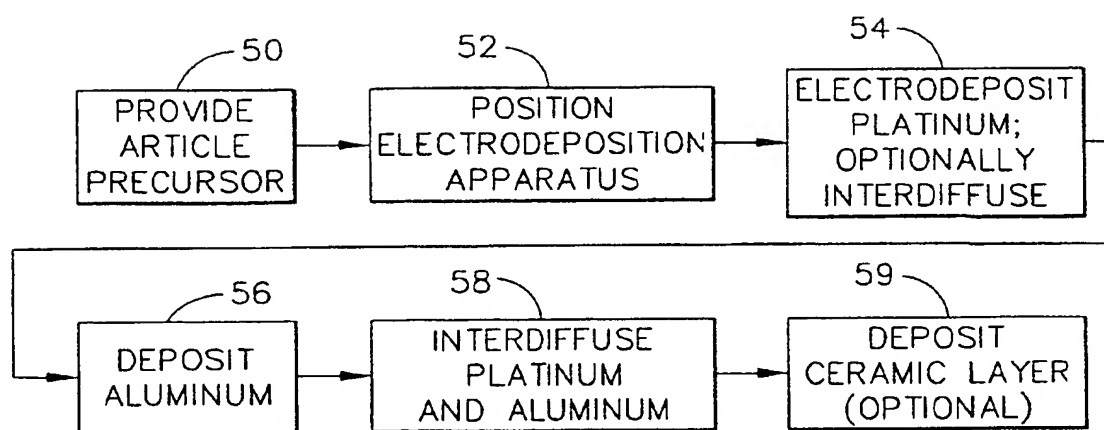 50
PROVIDE
ARTICLE
PRECURSOR
52
POSITION
ELECTRODEPOSITION
APPARATUS
54
ELECTRODEPOSIT
PLATINUM;
OPTIONALLY
INTERDIFFUSE
56
DEPOSIT
ALUMINUM
58
INTERDIFFUSE
PLATINUM
AND ALUMINUM
59
DEPOSIT
CERAMIC LAYER
(OPTIONAL)